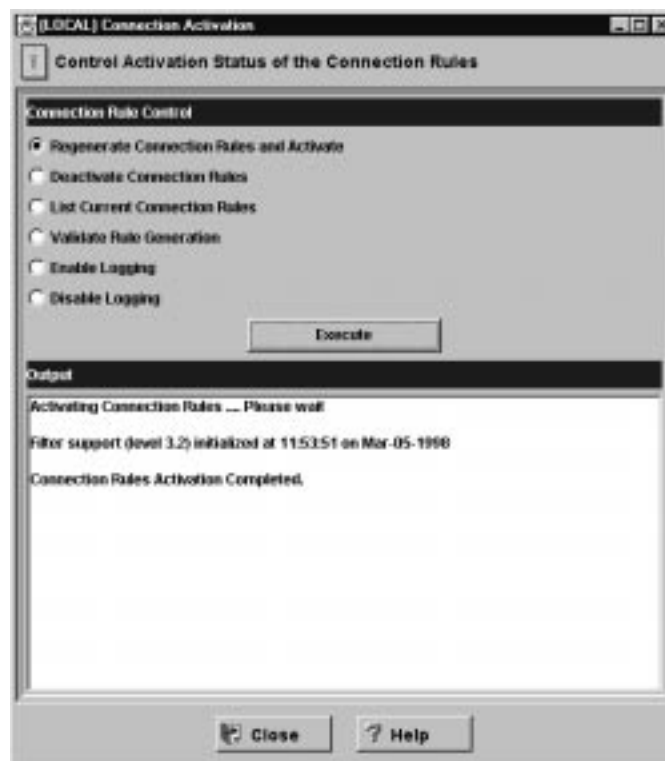 (LOCAL) Connection Activation
Control Activation Status of the Connection Rules
Connection Rule Control
Regenerate Connection Rules and Activate
Deactivate Connection Rules
List Current Connection Rules
Validate Rule Generation
Enable Logging
Disable Logging
Execute
Output
Activating Connection Rules .... Please wait
Filter support (level 3.2) initialized at 11:53:51 on Mar-05-1998
Connection Rules Activation Completed.
Close
? Help